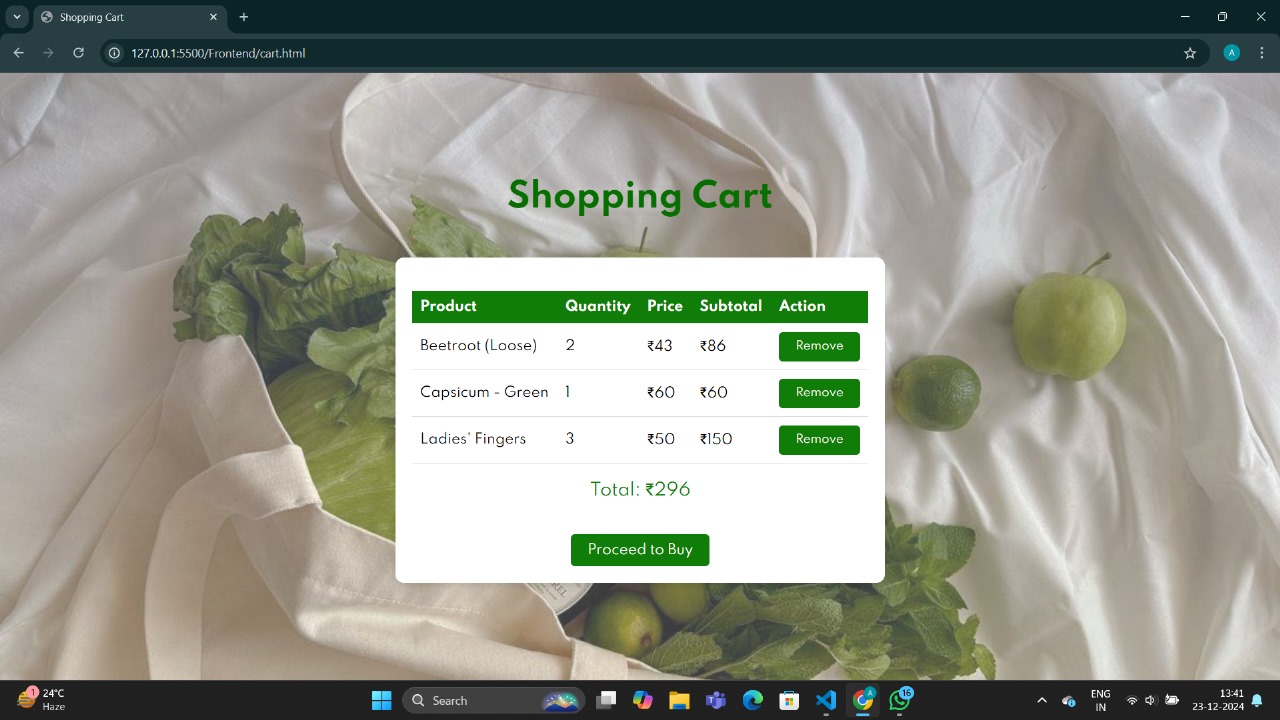 Shopping Cart
127.0.0.1:5500/Frontend/cart.html
A
Shopping Cart
Product Quantity Price Subtotal Action
Beetroot (Loose) 2 ₹43 ₹86 Remove
Capsicum - Green 1 ₹60 ₹60 Remove
Ladies' Fingers 3 ₹50 ₹150 Remove
Total: ₹296
Proceed to Buy
1 24°C
Haze
Search
A
16
ENG
IN
13:41
23-12-2024